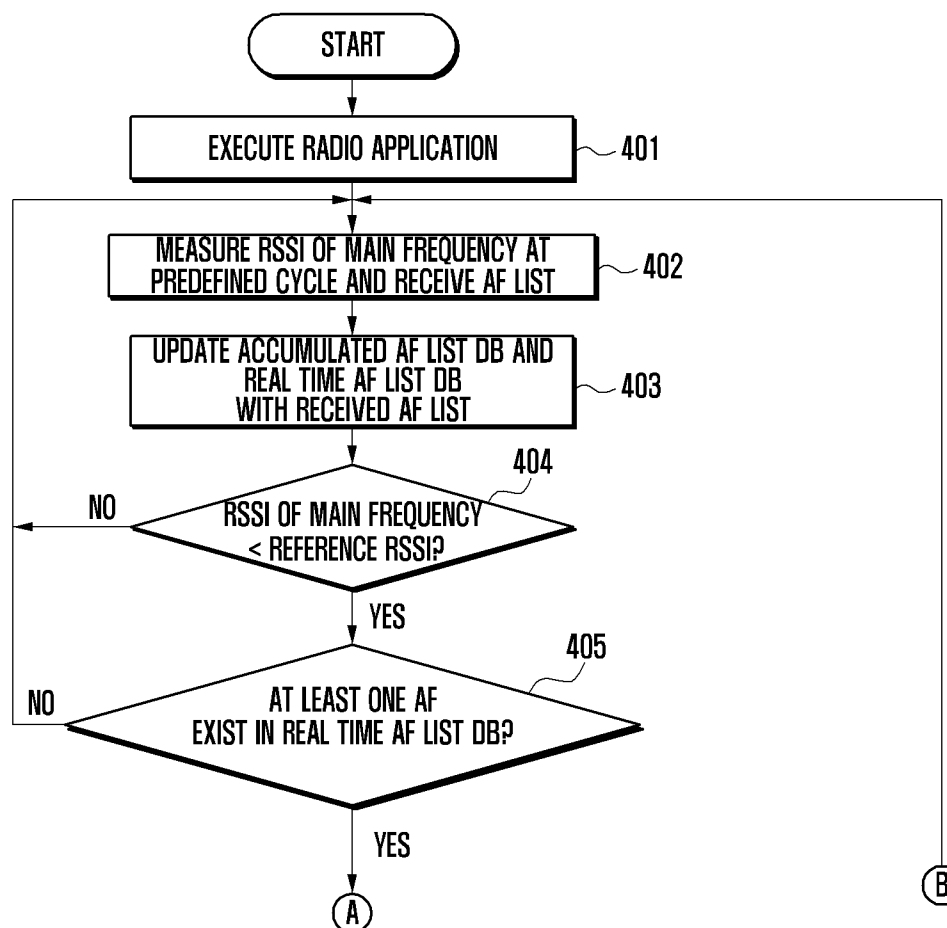 START
EXECUTE RADIO APPLICATION
401
MEASURE RSSI OF MAIN FREQUENCY AT
PREDEFINED CYCLE AND RECEIVE AF LIST
402
UPDATE ACCUMULATED AF LIST DB AND
REAL TIME AF LIST DB
WITH RECEIVED AF LIST
403
404
NO
RSSI OF MAIN FREQUENCY
< REFERENCE RSSI?
YES
405
NO
AT LEAST ONE AF
EXIST IN REAL TIME AF LIST DB?
YES
A
B